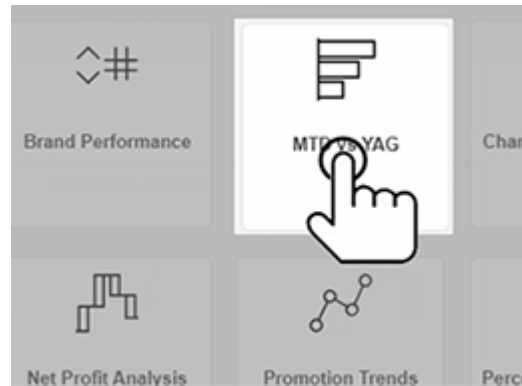 Brand Performance
MTD vs YAG
Char
Net Profit Analysis
Promotion Trends
Perc